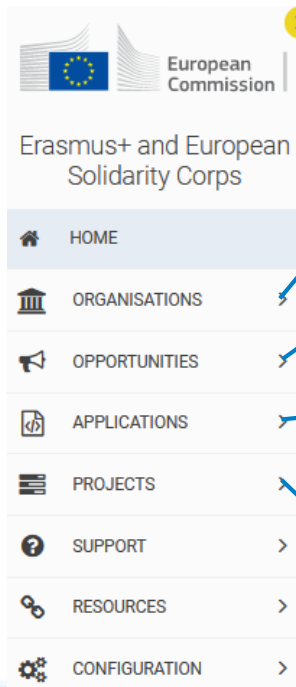 European
Commission
Erasmus+ and European
Solidarity Corps
HOME
ORGANISATIONS
OPPORTUNITIES
APPLICATIONS
PROJECTS
SUPPORT
RESOURCES
CONFIGURATION